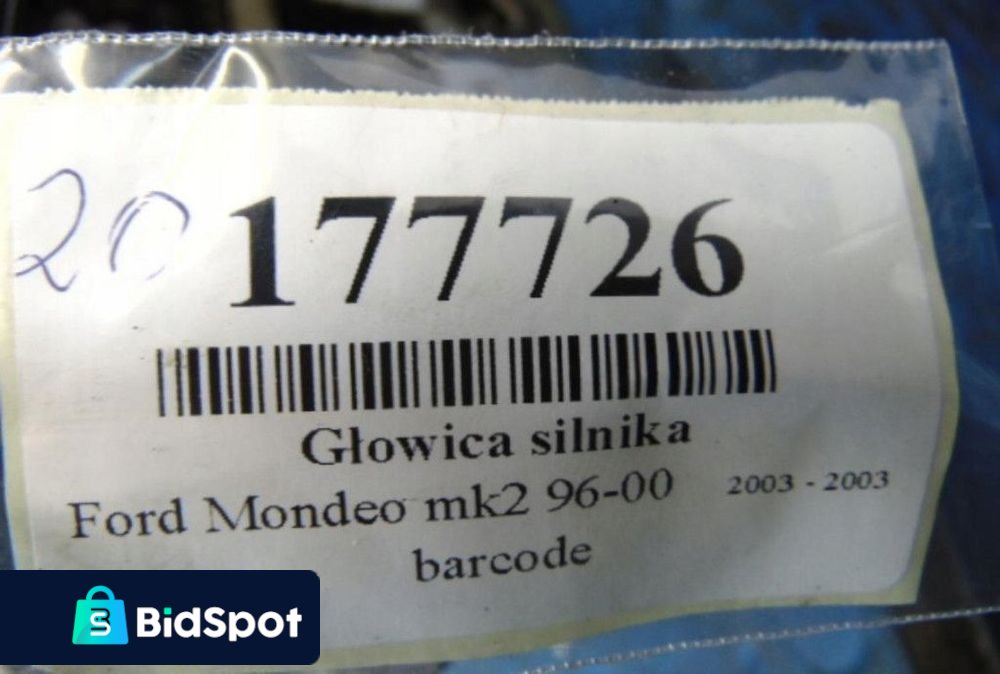 20 177726
Głowica silnika
Ford Mondeo mk2 96-00 2003 - 2003
barcode
BidSpot